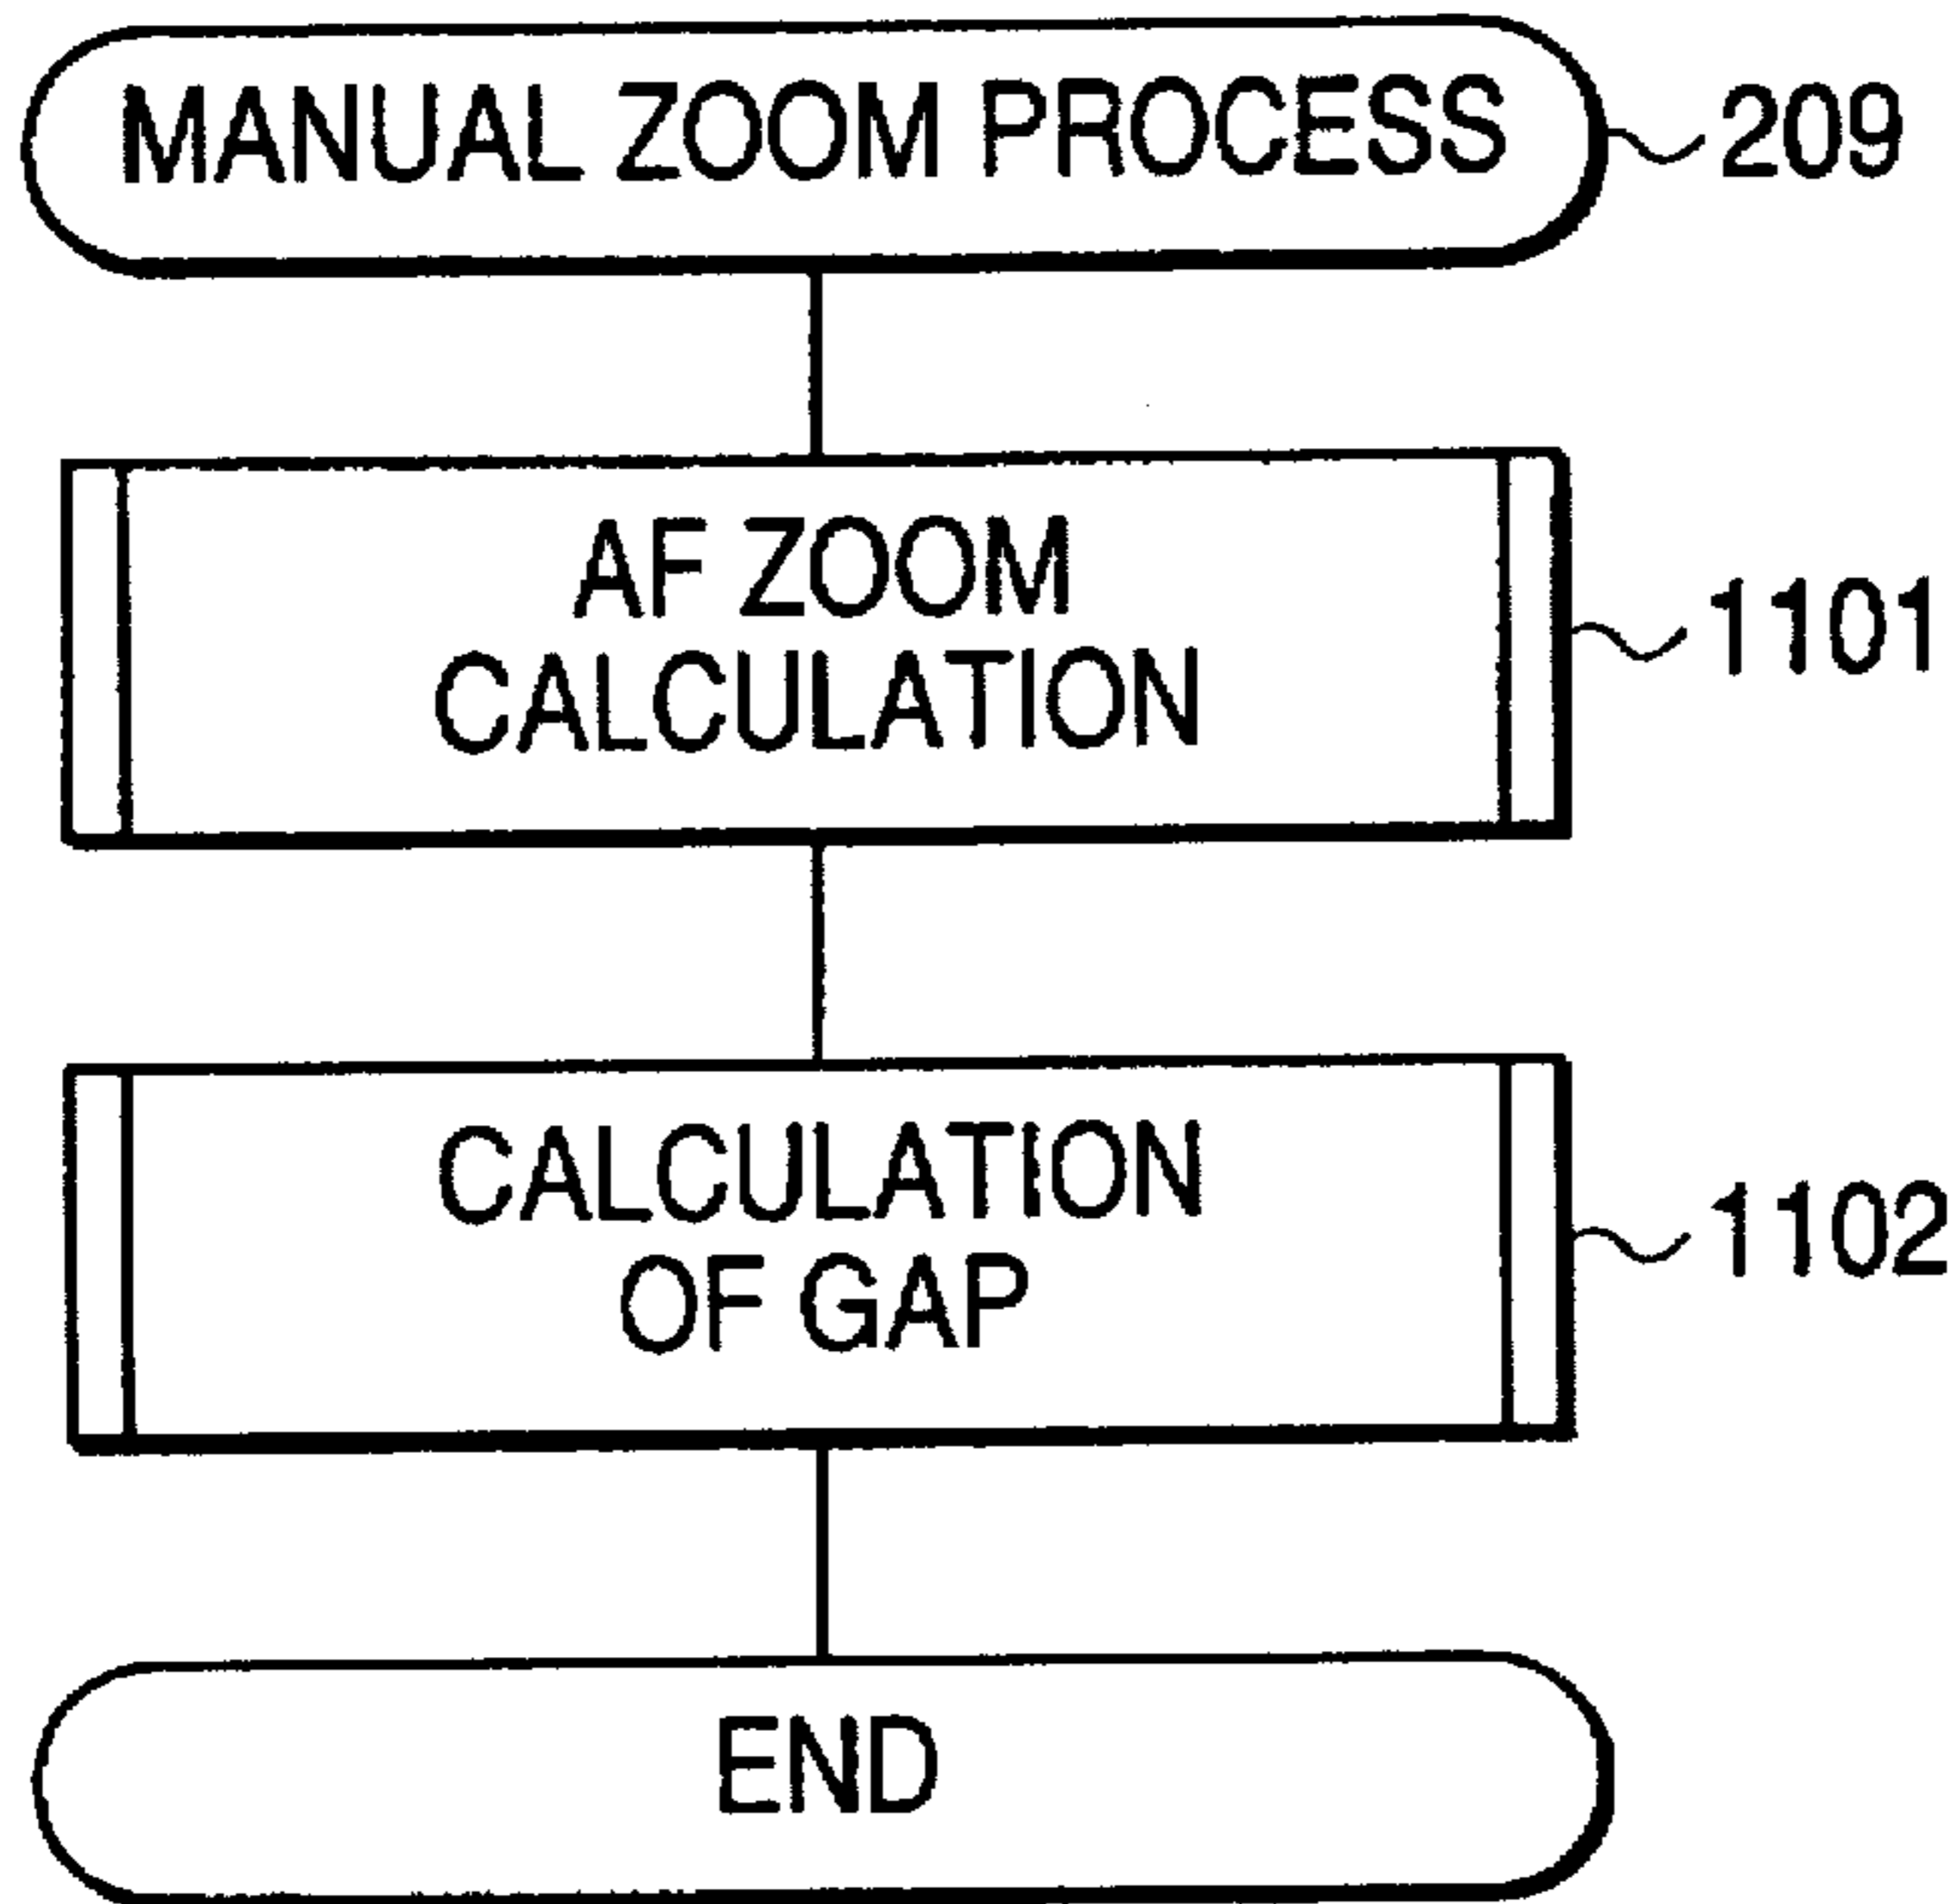 MANUAL ZOOM PROCESS 209
AF ZOOM
CALCULATION
1101
CALCULATION
OF GAP
1102
END